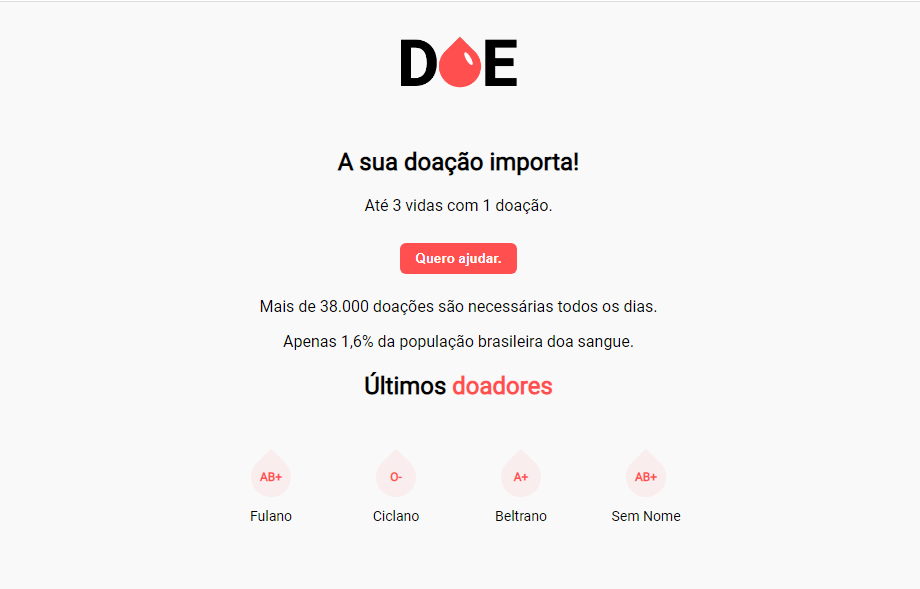 DOE
A sua doação importa!
Até 3 vidas com 1 doação.
Quero ajudar.
Mais de 38.000 doações são necessárias todos os dias.
Apenas 1,6% da população brasileira doa sangue.
Últimos doadores
AB+ O- A+ AB+
Fulano Ciclano Beltrano Sem Nome